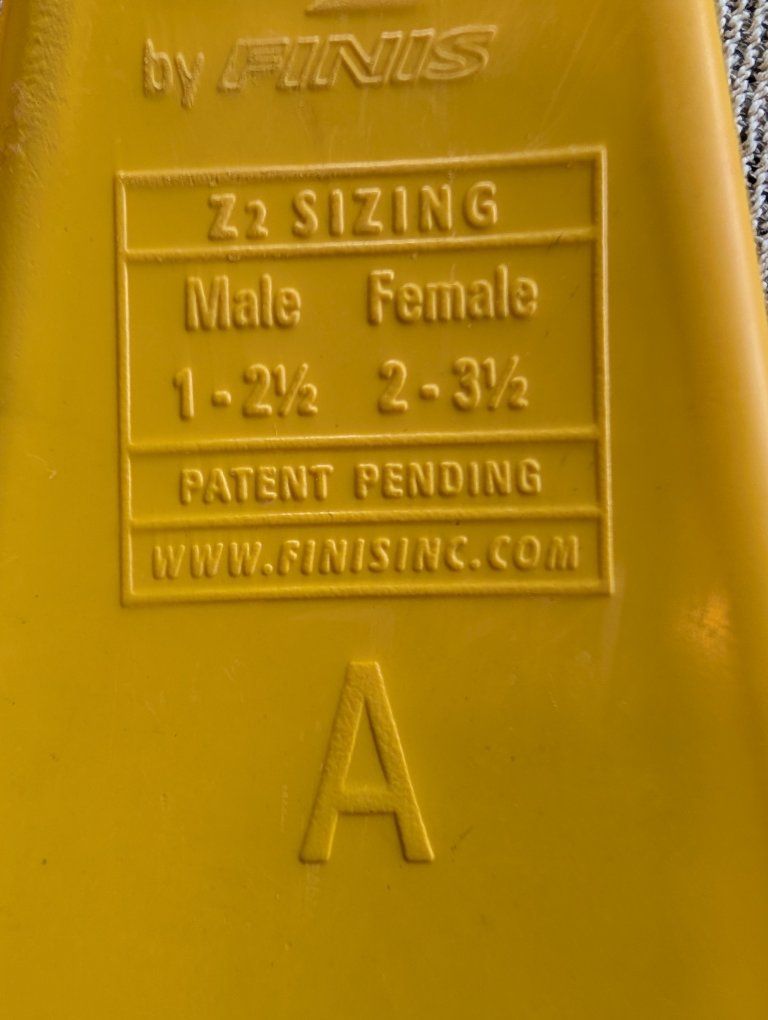 by FINIS
Z2 SIZING
Male Female
1 - 2½ 2 - 3½
PATENT PENDING
WWW.FINISINC.COM
A